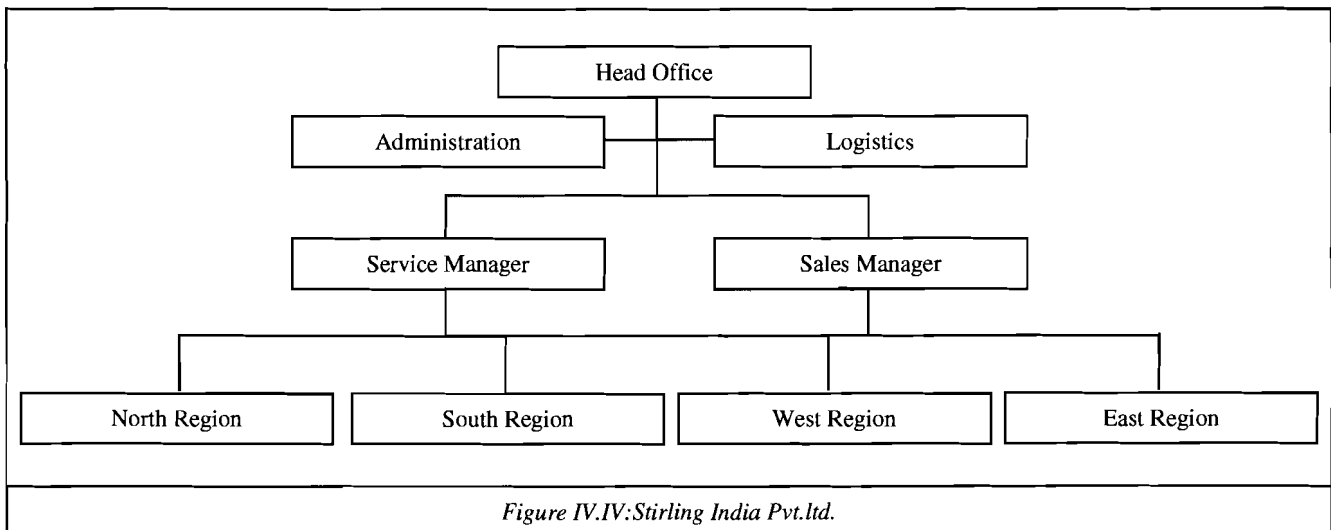 Head Office
Administration
Logistics
Service Manager
Sales Manager
North Region
South Region
West Region
East Region
Figure IV.IV:Stirling India Pvt.ltd.